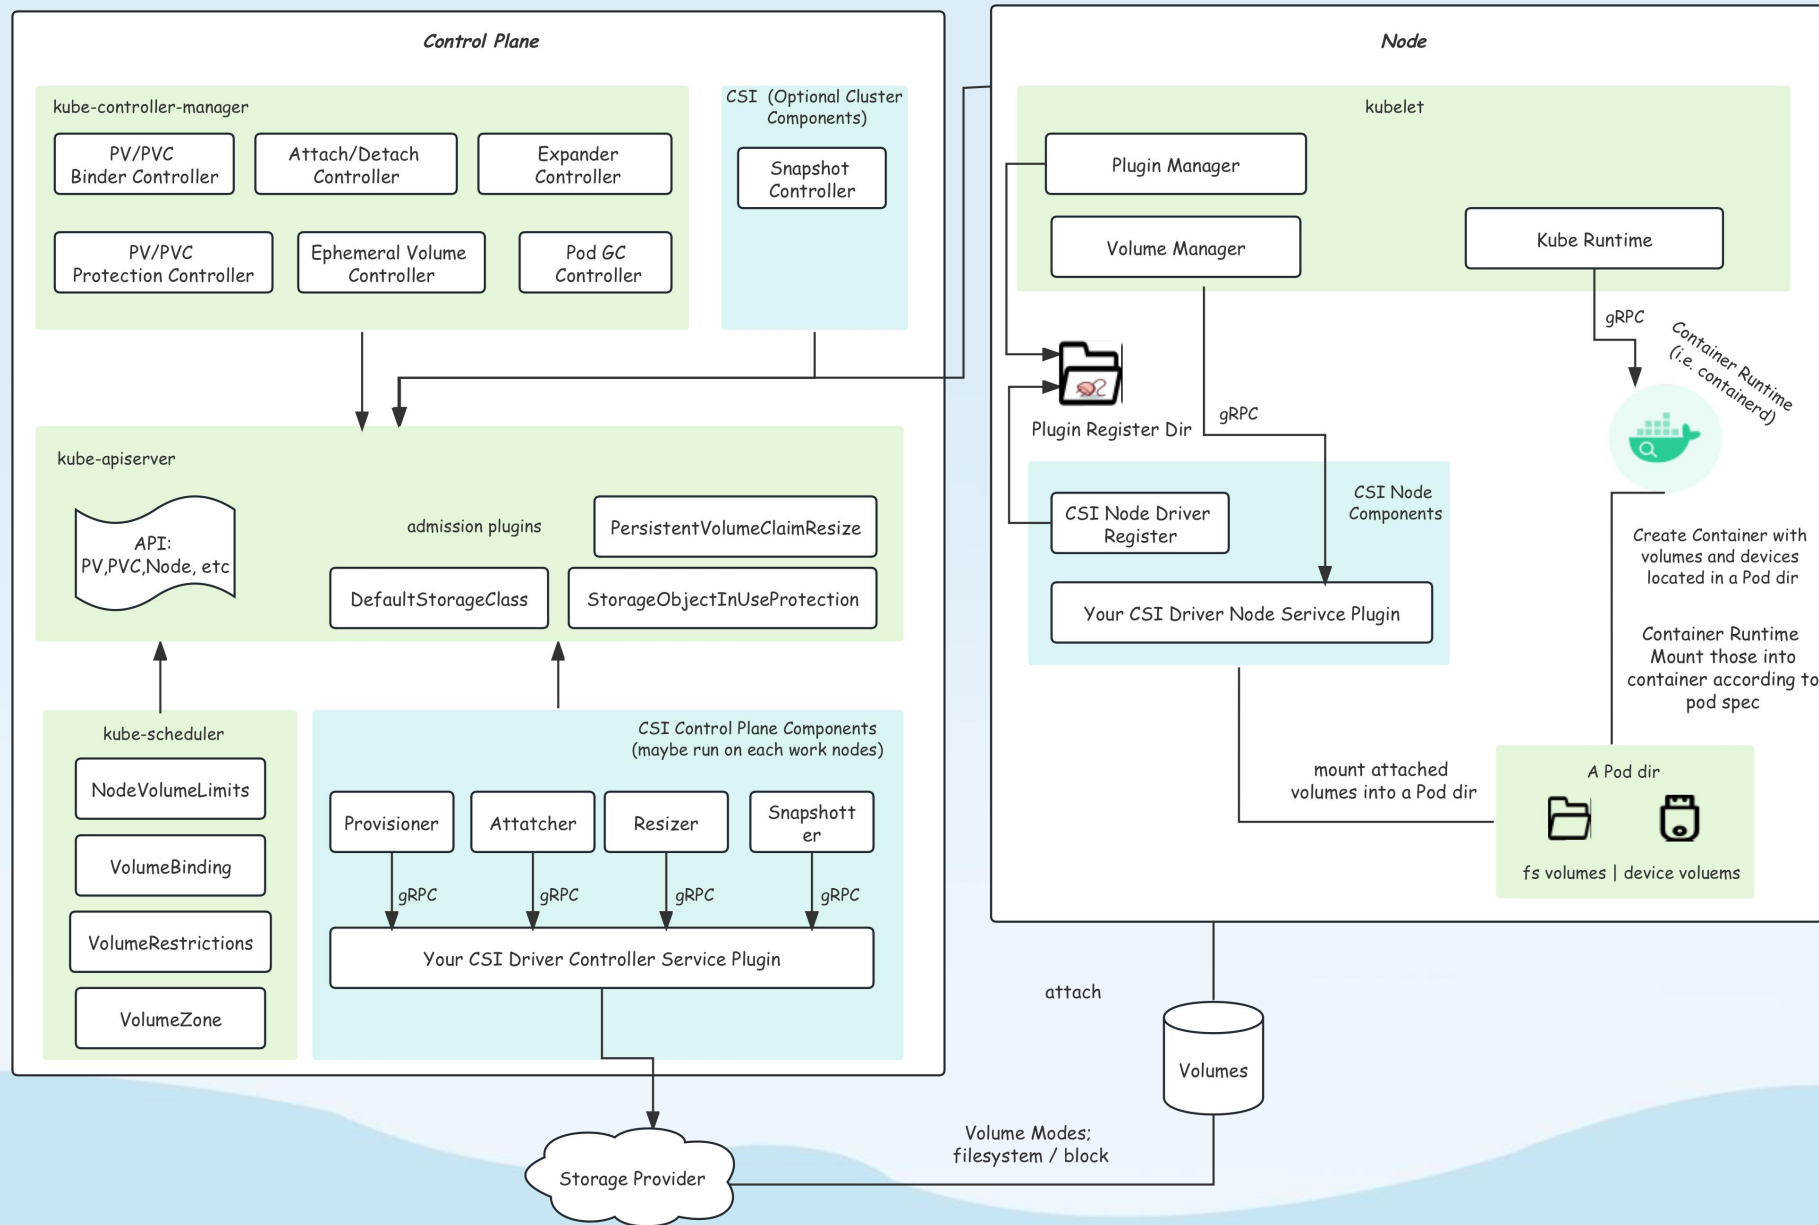 Control Plane
kube-controller-manager
PV/PVC
Binder Controller
Attach/Detach
Controller
Expander
Controller
PV/PVC
Protection Controller
Ephemeral Volume
Controller
Pod GC
Controller
CSI (Optional Cluster
Components)
Snapshot
Controller
kube-apiserver
API:
PV,PVC,Node, etc
admission plugins
PersistentVolumeClaimResize
DefaultStorageClass
StorageObjectInUseProtection
kube-scheduler
NodeVolumeLimits
VolumeBinding
VolumeRestrictions
VolumeZone
CSI Control Plane Components
(maybe run on each work nodes)
Provisioner
Attatcher
Resizer
Snapshott
er
gRPC
gRPC
gRPC
gRPC
Your CSI Driver Controller Service Plugin
Storage Provider
Node
kubelet
Plugin Manager
Volume Manager
Kube Runtime
gRPC
Container Runtime
(i.e. containerd)
Plugin Register Dir
gRPC
CSI Node
Components
CSI Node Driver
Register
Your CSI Driver Node Serivce Plugin
Create Container with
volumes and devices
located in a Pod dir
Container Runtime
Mount those into
container according to
pod spec
mount attached
volumes into a Pod dir
A Pod dir
fs volumes | device voluems
attach
Volumes
Volume Modes;
filesystem / block